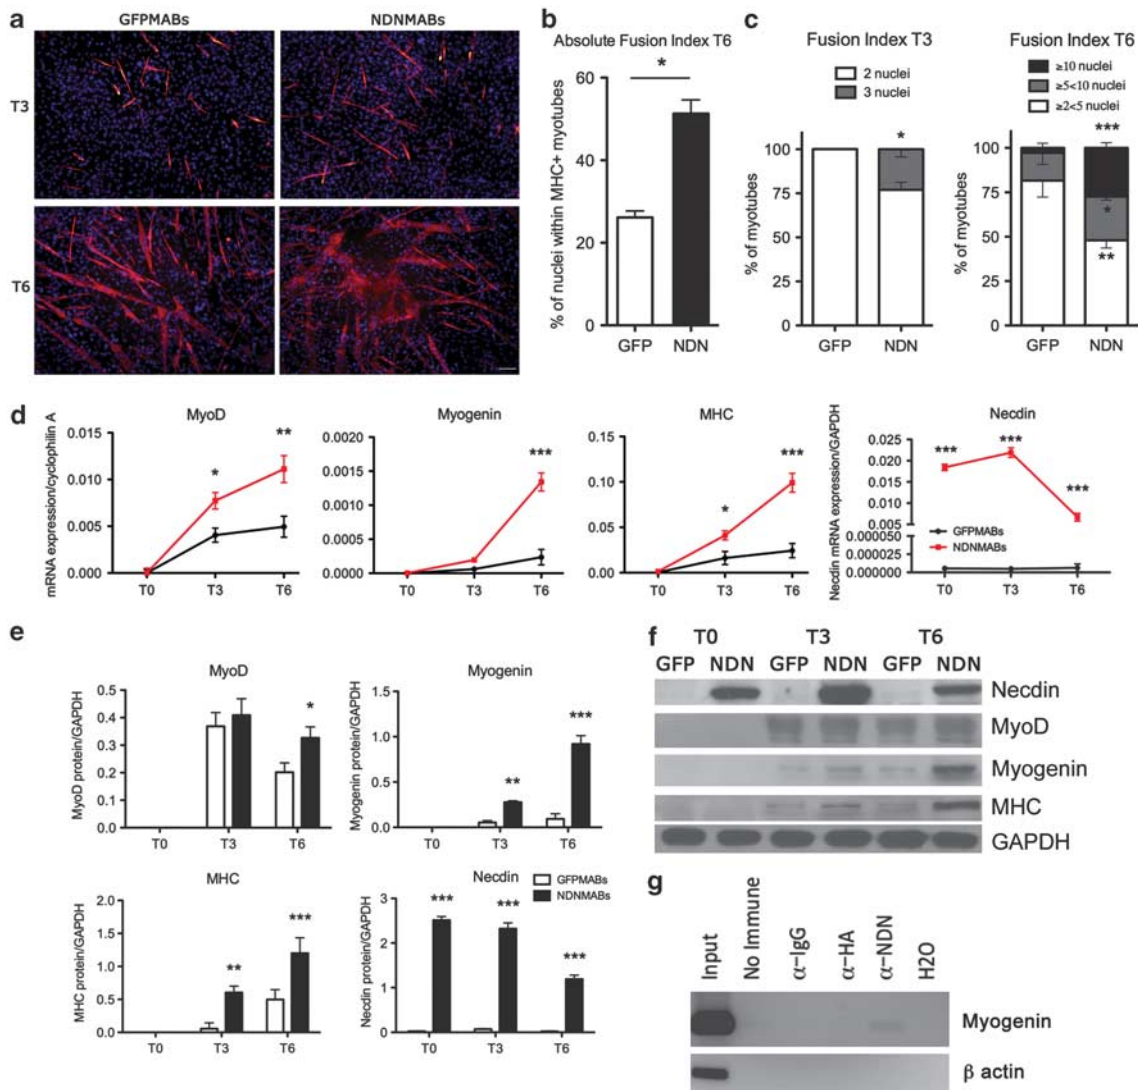 a
GFPMABs
NDNMABs
T3
T6
b
Absolute Fusion Index T6
% of nuclei within MHC+ myotubes
60
40
20
0
*
GFP
NDN
c
Fusion Index T3
2 nuclei
3 nuclei
% of myotubes
100
75
50
25
0
*
GFP
NDN
Fusion Index T6
≥10 nuclei
≥5<10 nuclei
≥2<5 nuclei
% of myotubes
100
75
50
25
0
***
*
**
GFP
NDN
d
mRNA expression/cyclophilin A
MyoD
0.015
0.010
0.005
0.000
*
**
T0
T3
T6
Myogenin
0.0020
0.0015
0.0010
0.0005
0.0000
***
T0
T3
T6
MHC
0.15
0.10
0.05
0.00
*
***
T0
T3
T6
Necdin
Necdin mRNA expression/GAPDH
0.025
0.020
0.015
0.010
0.005
0.000050
0.000000
***
***
***
GFPMABs
NDNMABs
T0
T3
T6
e
MyoD
MyoD protein/GAPDH
0.5
0.4
0.3
0.2
0.1
0.0
*
T0
T3
T6
Myogenin
Myogenin protein/GAPDH
1.5
1.0
0.5
0.0
**
***
T0
T3
T6
MHC
MHC protein/GAPDH
1.5
1.0
0.5
0.0
**
***
T0
T3
T6
Necdin
Necdin protein/GAPDH
3
2
1
0
GFPMABs
NDNMABs
***
***
***
T0
T3
T6
f
T0 T3 T6
GFP NDN GFP NDN GFP NDN
Necdin
MyoD
Myogenin
MHC
GAPDH
g
Input
No Immune
α-IgG
α-HA
α-NDN
H2O
Myogenin
β actin